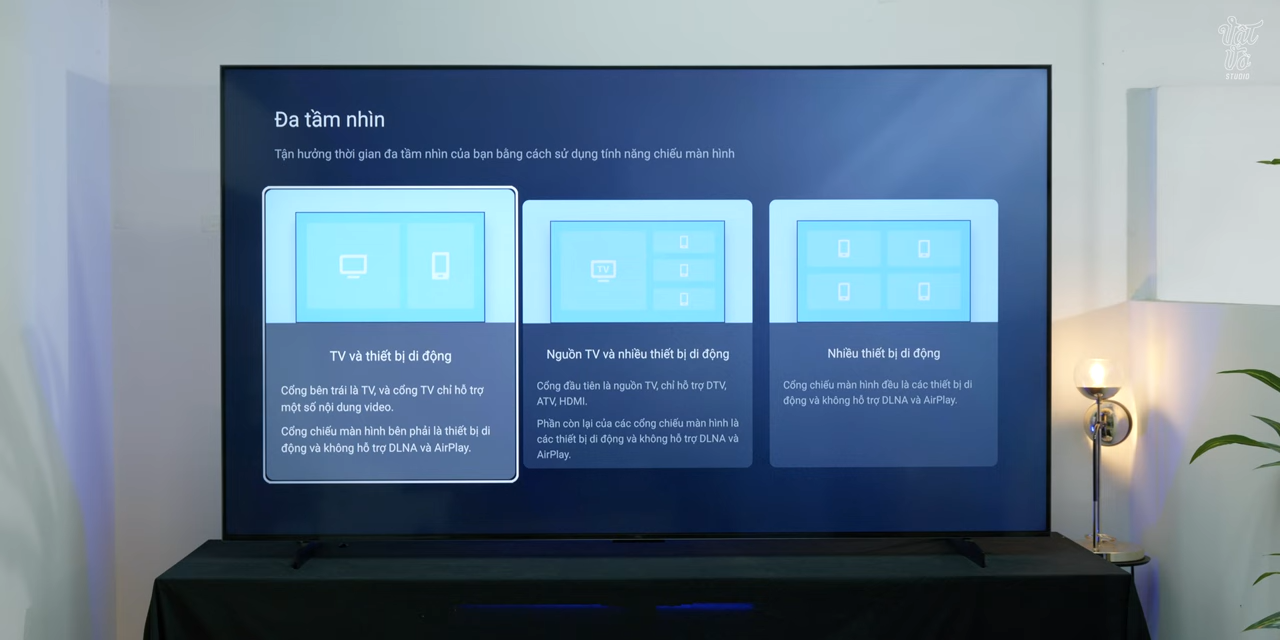 Vật
Vờ
STUDIO
Đa tầm nhìn
Tận hưởng thời gian đa tầm nhìn của bạn bằng cách sử dụng tính năng chiếu màn hình
TV
TV và thiết bị di động
Cổng bên trái là TV, và cổng TV chỉ hỗ trợ
một số nội dung video.
Cổng chiếu màn hình bên phải là thiết bị di
động và không hỗ trợ DLNA và AirPlay.
Nguồn TV và nhiều thiết bị di động
Cổng đầu tiên là nguồn TV, chỉ hỗ trợ DTV,
ATV, HDMI.
Phần còn lại của các cổng chiếu màn hình là
các thiết bị di động và không hỗ trợ DLNA và
AirPlay.
Nhiều thiết bị di động
Cổng chiếu màn hình đều là các thiết bị di
động và không hỗ trợ DLNA và AirPlay.